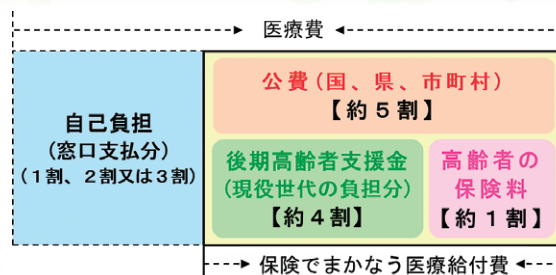 医療費
自己負担
(窓口支払分)
(1割、2割又は3割)
公費(国、県、市町村)
【約5割】
後期高齢者支援金
(現役世代の負担分)
【約4割】
高齢者の
保険料
【約1割】
保険でまかなう医療給付費